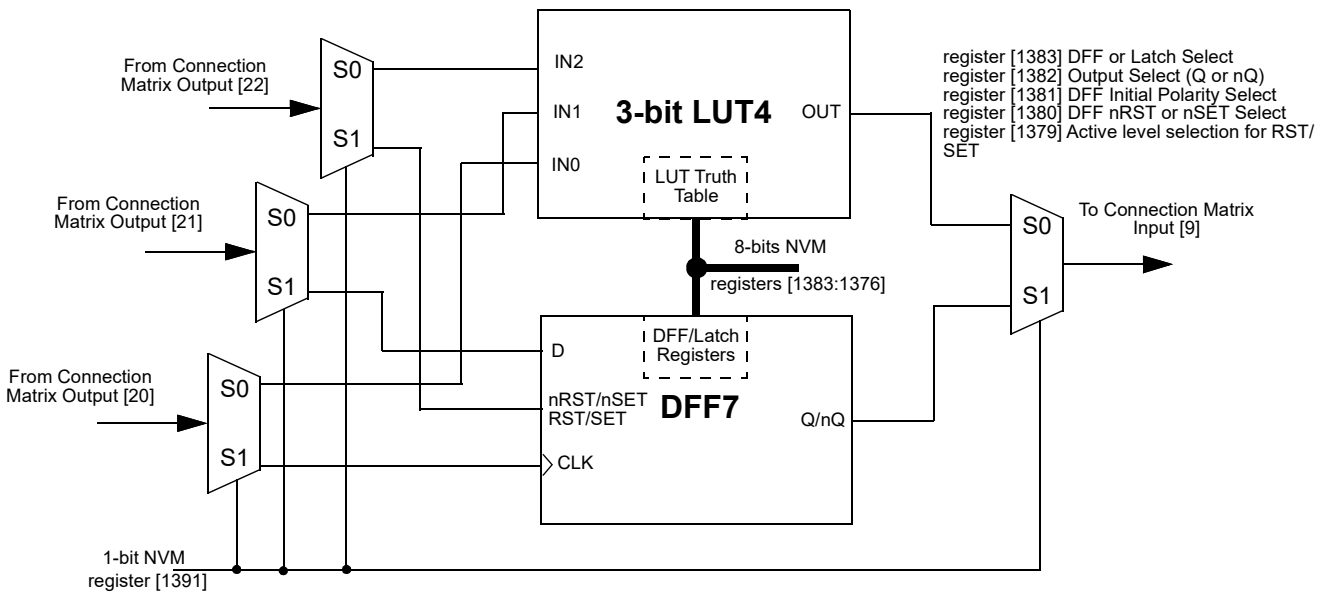 From Connection
Matrix Output [22]
S0
S1
From Connection
Matrix Output [21]
S0
S1
From Connection
Matrix Output [20]
S0
S1
1-bit NVM
register [1391]
IN2
IN1
IN0
3-bit LUT4
OUT
LUT Truth
Table
8-bits NVM
registers [1383:1376]
DFF/Latch
Registers
D
nRST/nSET
RST/SET
CLK
DFF7
Q/nQ
register [1383] DFF or Latch Select
register [1382] Output Select (Q or nQ)
register [1381] DFF Initial Polarity Select
register [1380] DFF nRST or nSET Select
register [1379] Active level selection for RST/
SET
S0
S1
To Connection Matrix
Input [9]